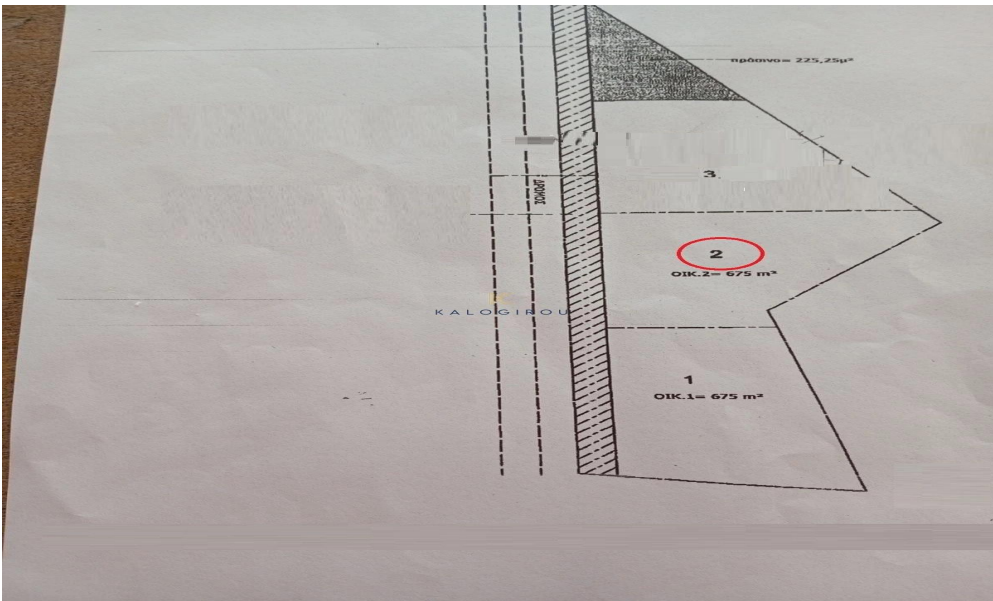 πράσινο= 225,25μ²
3
ΔΡΟΜΟΣ
2
ΟΙΚ.2= 675 m²
KALOGIROU
1
ΟΙΚ.1= 675 m²